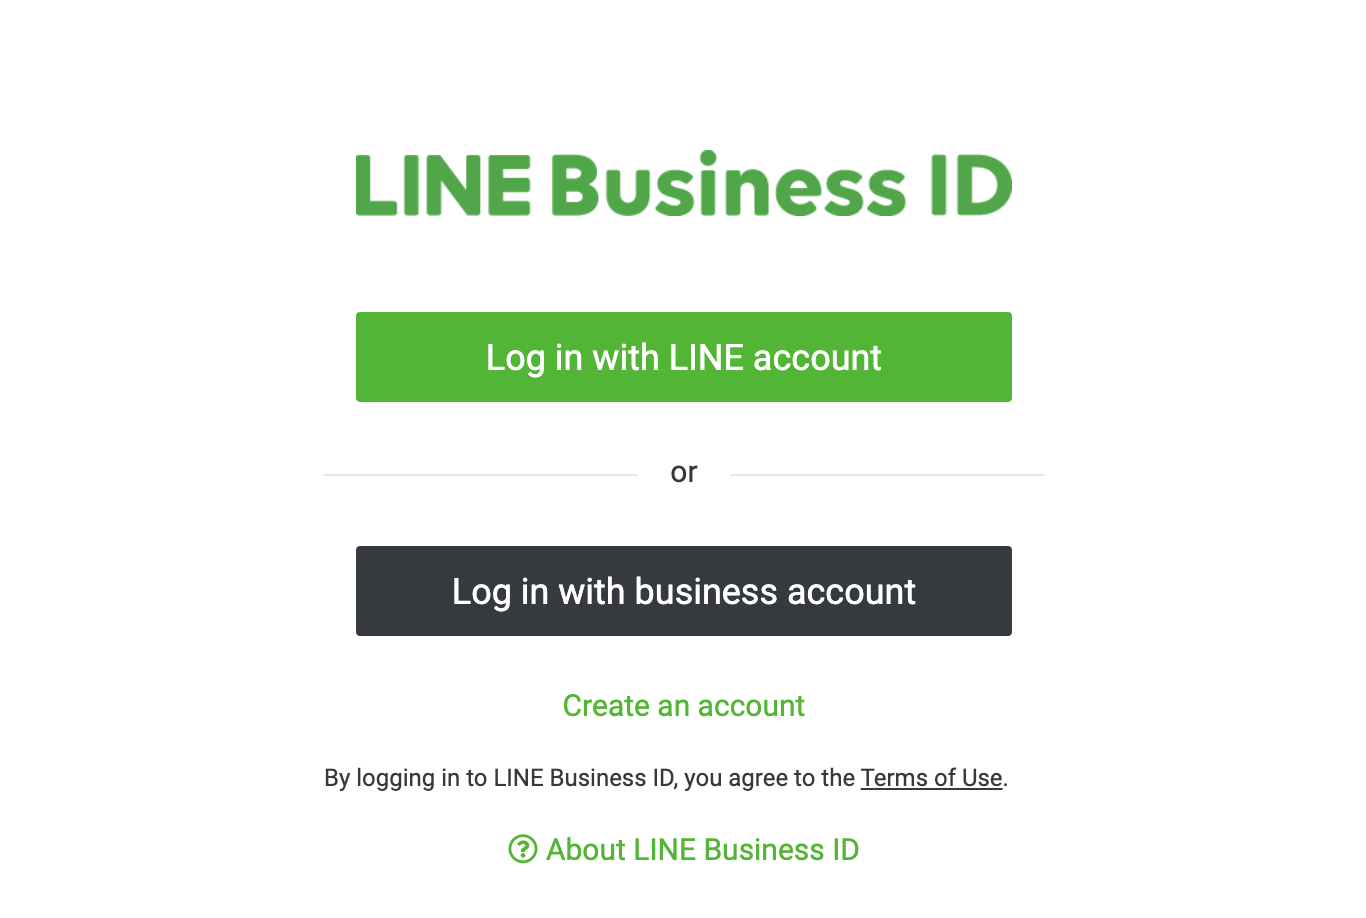 LINE Business ID
Log in with LINE account
or
Log in with business account
Create an account
By logging in to LINE Business ID, you agree to the Terms of Use.
About LINE Business ID